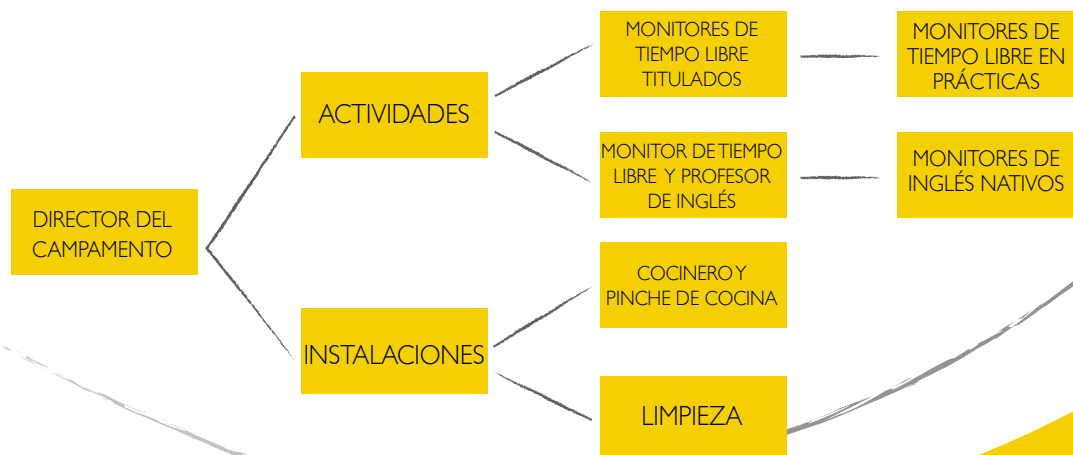 DIRECTOR DEL
CAMPAMENTO
ACTIVIDADES
MONITORES DE
TIEMPO LIBRE
TITULADOS
MONITORES DE
TIEMPO LIBRE EN
PRÁCTICAS
MONITOR DE TIEMPO
LIBRE Y PROFESOR
DE INGLÉS
MONITORES DE
INGLÉS NATIVOS
INSTALACIONES
COCINERO Y
PINCHE DE COCINA
LIMPIEZA